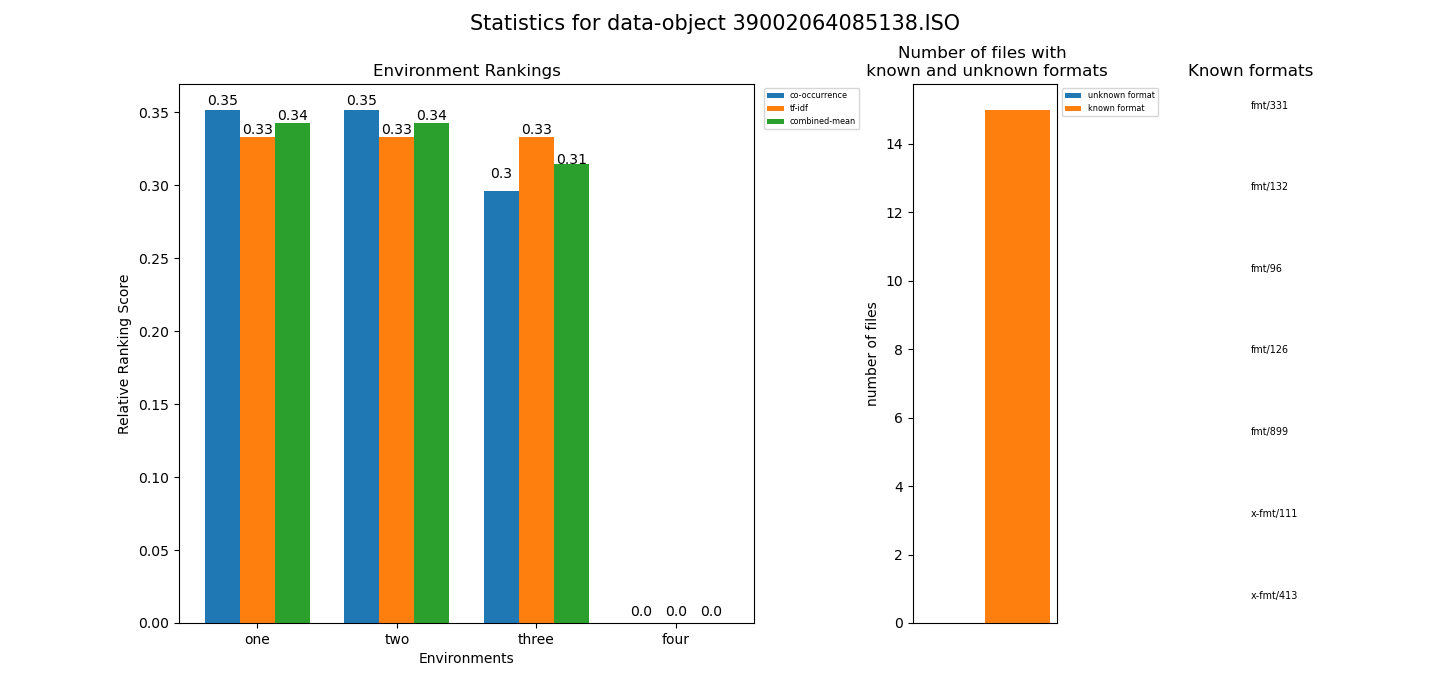 Statistics for data-object 39002064085138.ISO
Environment Rankings
Relative Ranking Score
0.35
0.30
0.25
0.20
0.15
0.10
0.05
0.00
0.35
0.33
0.34
0.35
0.33
0.34
0.3
0.33
0.31
0.0
0.0
0.0
one
two
three
four
Environments
co-occurrence
tf-idf
combined-mean
Number of files with
known and unknown formats
number of files
14
12
10
8
6
4
2
0
unknown format
known format
Known formats
fmt/331
fmt/132
fmt/96
fmt/126
fmt/899
x-fmt/111
x-fmt/413